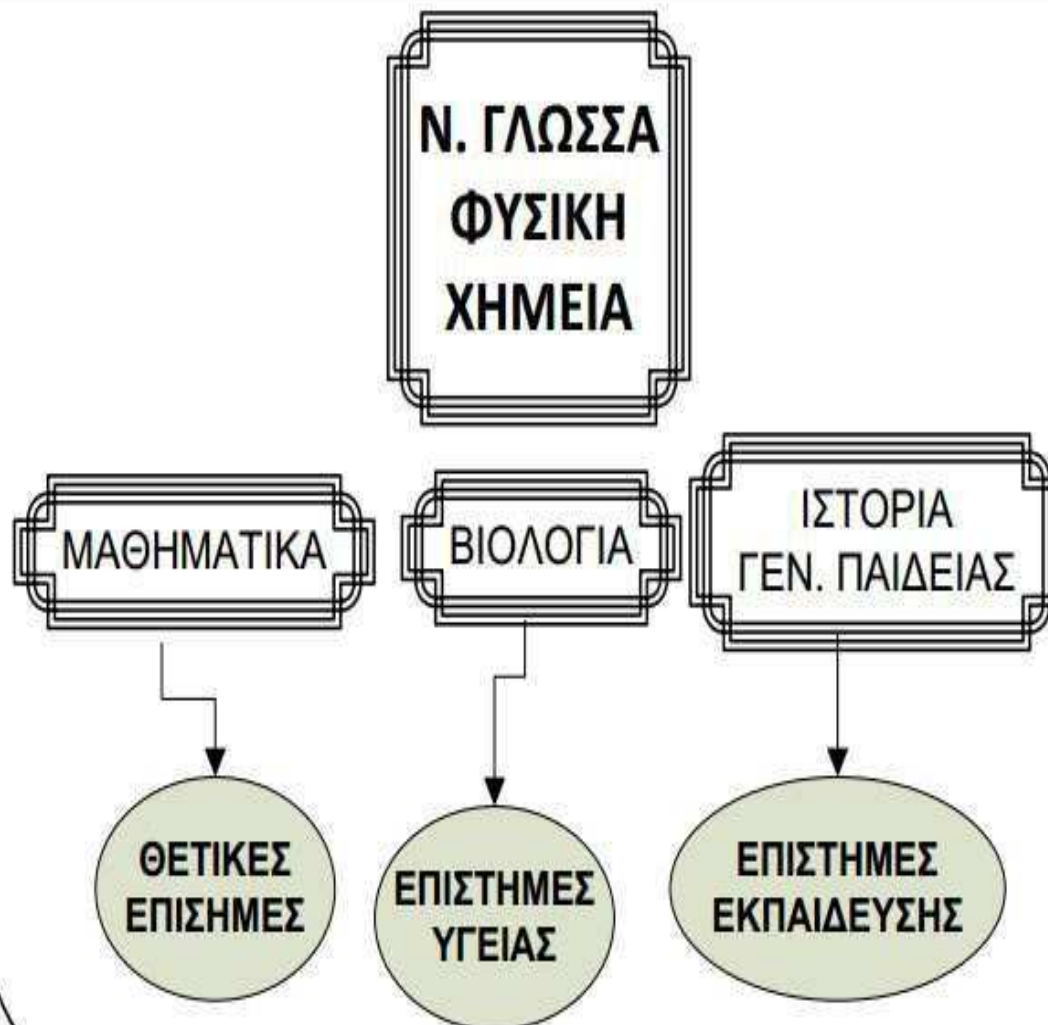 Ν. ΓΛΩΣΣΑ
ΦΥΣΙΚΗ
ΧΗΜΕΙΑ
ΜΑΘΗΜΑΤΙΚΑ
ΒΙΟΛΟΓΙΑ
ΙΣΤΟΡΙΑ
ΓΕΝ. ΠΑΙΔΕΙΑΣ
ΘΕΤΙΚΕΣ
ΕΠΙΣΗΜΕΣ
ΕΠΙΣΤΗΜΕΣ
ΥΓΕΙΑΣ
ΕΠΙΣΤΗΜΕΣ
ΕΚΠΑΙΔΕΥΣΗΣ